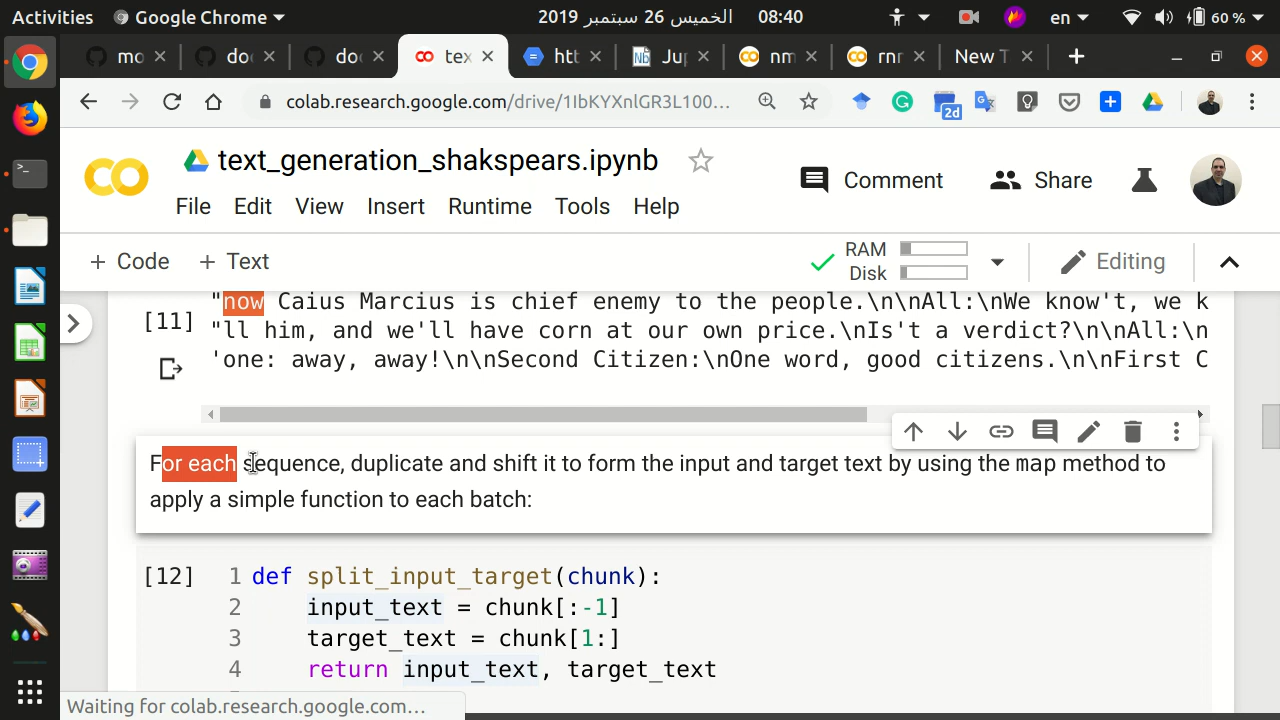 Activities Google Chrome الخميس 26 سبتمبر 2019 08:40 en 60 %
mo do do tex htt Jup nm rnr New T
colab.research.google.com/drive/1IbKYXnlGR3L100... 2d
text_generation_shakspears.ipynb
Comment Share
File Edit View Insert Runtime Tools Help
+ Code + Text RAM Disk Editing
"now Caius Marcius is chief enemy to the people.\n\nAll:\nWe know't, we k
[11] "ll him, and we'll have corn at our own price.\nIs't a verdict?\n\nAll:\n
'one: away, away!\n\nSecond Citizen:\nOne word, good citizens.\n\nFirst C
For each sequence, duplicate and shift it to form the input and target text by using the map method to
apply a simple function to each batch:
[12] 1 def split_input_target(chunk):
2 input_text = chunk[:-1]
3 target_text = chunk[1:]
4 return input_text, target_text
Waiting for colab.research.google.com...